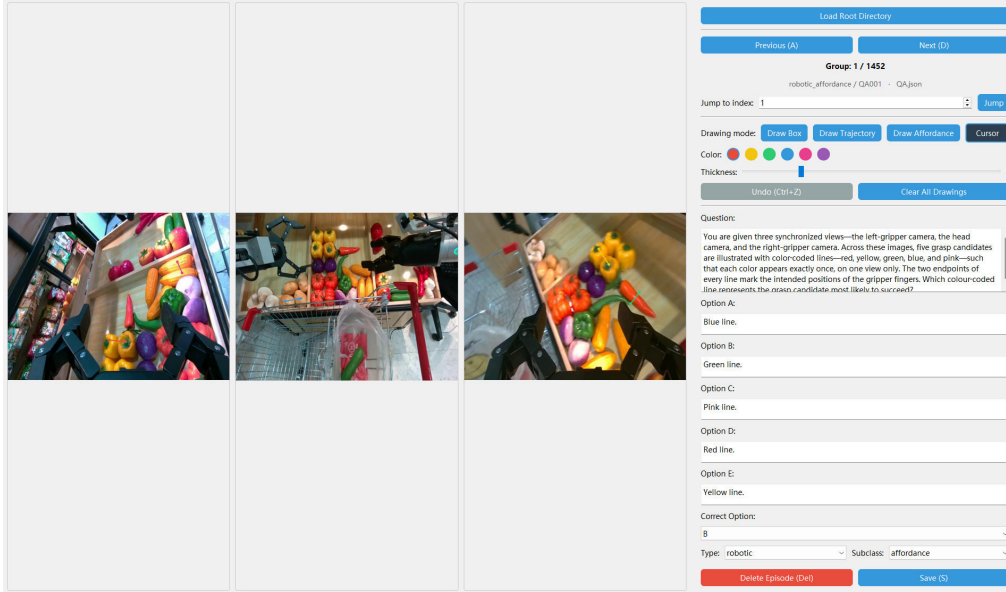 Load Root Directory
Previous (A)
Next (D)
Group: 1 / 1452
robotic_affordance / QA001 · QA.json
Jump to index:
1
Jump
Drawing mode:
Draw Box
Draw Trajectory
Draw Affordance
Cursor
Color:
Thickness:
Undo (Ctrl+Z)
Clear All Drawings
Question:
You are given three synchronized views—the left-gripper camera, the head
camera, and the right-gripper camera. Across these images, five grasp candidates
are illustrated with color-coded lines—red, yellow, green, blue, and pink—such
that each color appears exactly once, on one view only. The two endpoints of
every line mark the intended positions of the gripper fingers. Which colour-coded
line represents the grasp candidate most likely to succeed?
Option A:
Blue line.
Option B:
Green line.
Option C:
Pink line.
Option D:
Red line.
Option E:
Yellow line.
Correct Option:
B
Type:
robotic
Subclass:
affordance
Delete Episode (Del)
Save (S)